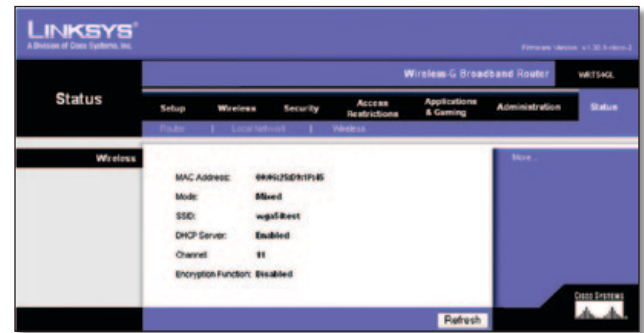 LINKSYS®
A Division of Cisco Systems, Inc.
Firmware Version
Wireless-G Broadband Router WRT54GL
Status
Setup Wireless Security Access Restrictions Applications & Gaming Administration Status
Router | Local Network | Wireless
Wireless
More...
MAC Address:
Mode: Mixed
SSID:
DHCP Server: Enabled
Channel: 11
Encryption Function: Disabled
CISCO SYSTEMS
Refresh